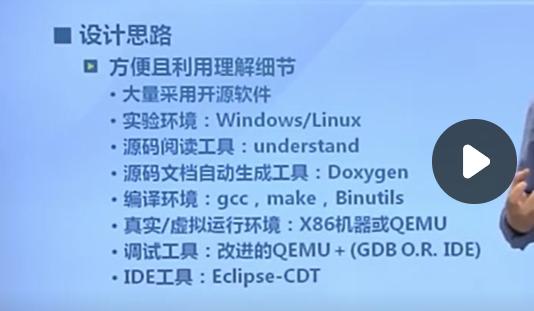 设计思路
方便且利用理解细节
• 大量采用开源软件
• 实验环境：Windows/Linux
• 源码阅读工具：understand
• 源码文档自动生成工具：Doxygen
• 编译环境：gcc，make，Binutils
• 真实/虚拟运行环境：X86机器或QEMU
• 调试工具：改进的QEMU＋(GDB O.R. IDE)
• IDE工具：Eclipse-CDT